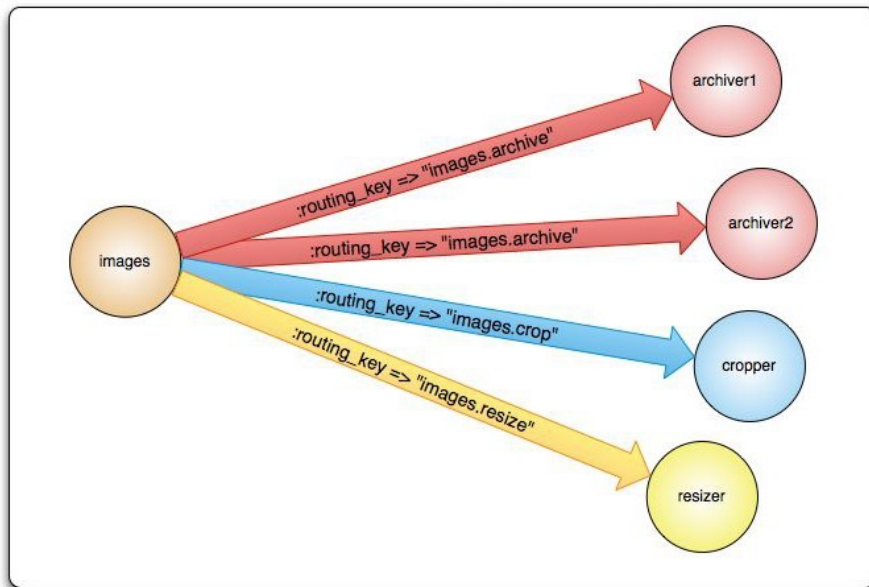 archiver1
:routing_key => "images.archive"
archiver2
:routing_key => "images.archive"
images
:routing_key => "images.crop"
cropper
:routing_key => "images.resize"
resizer